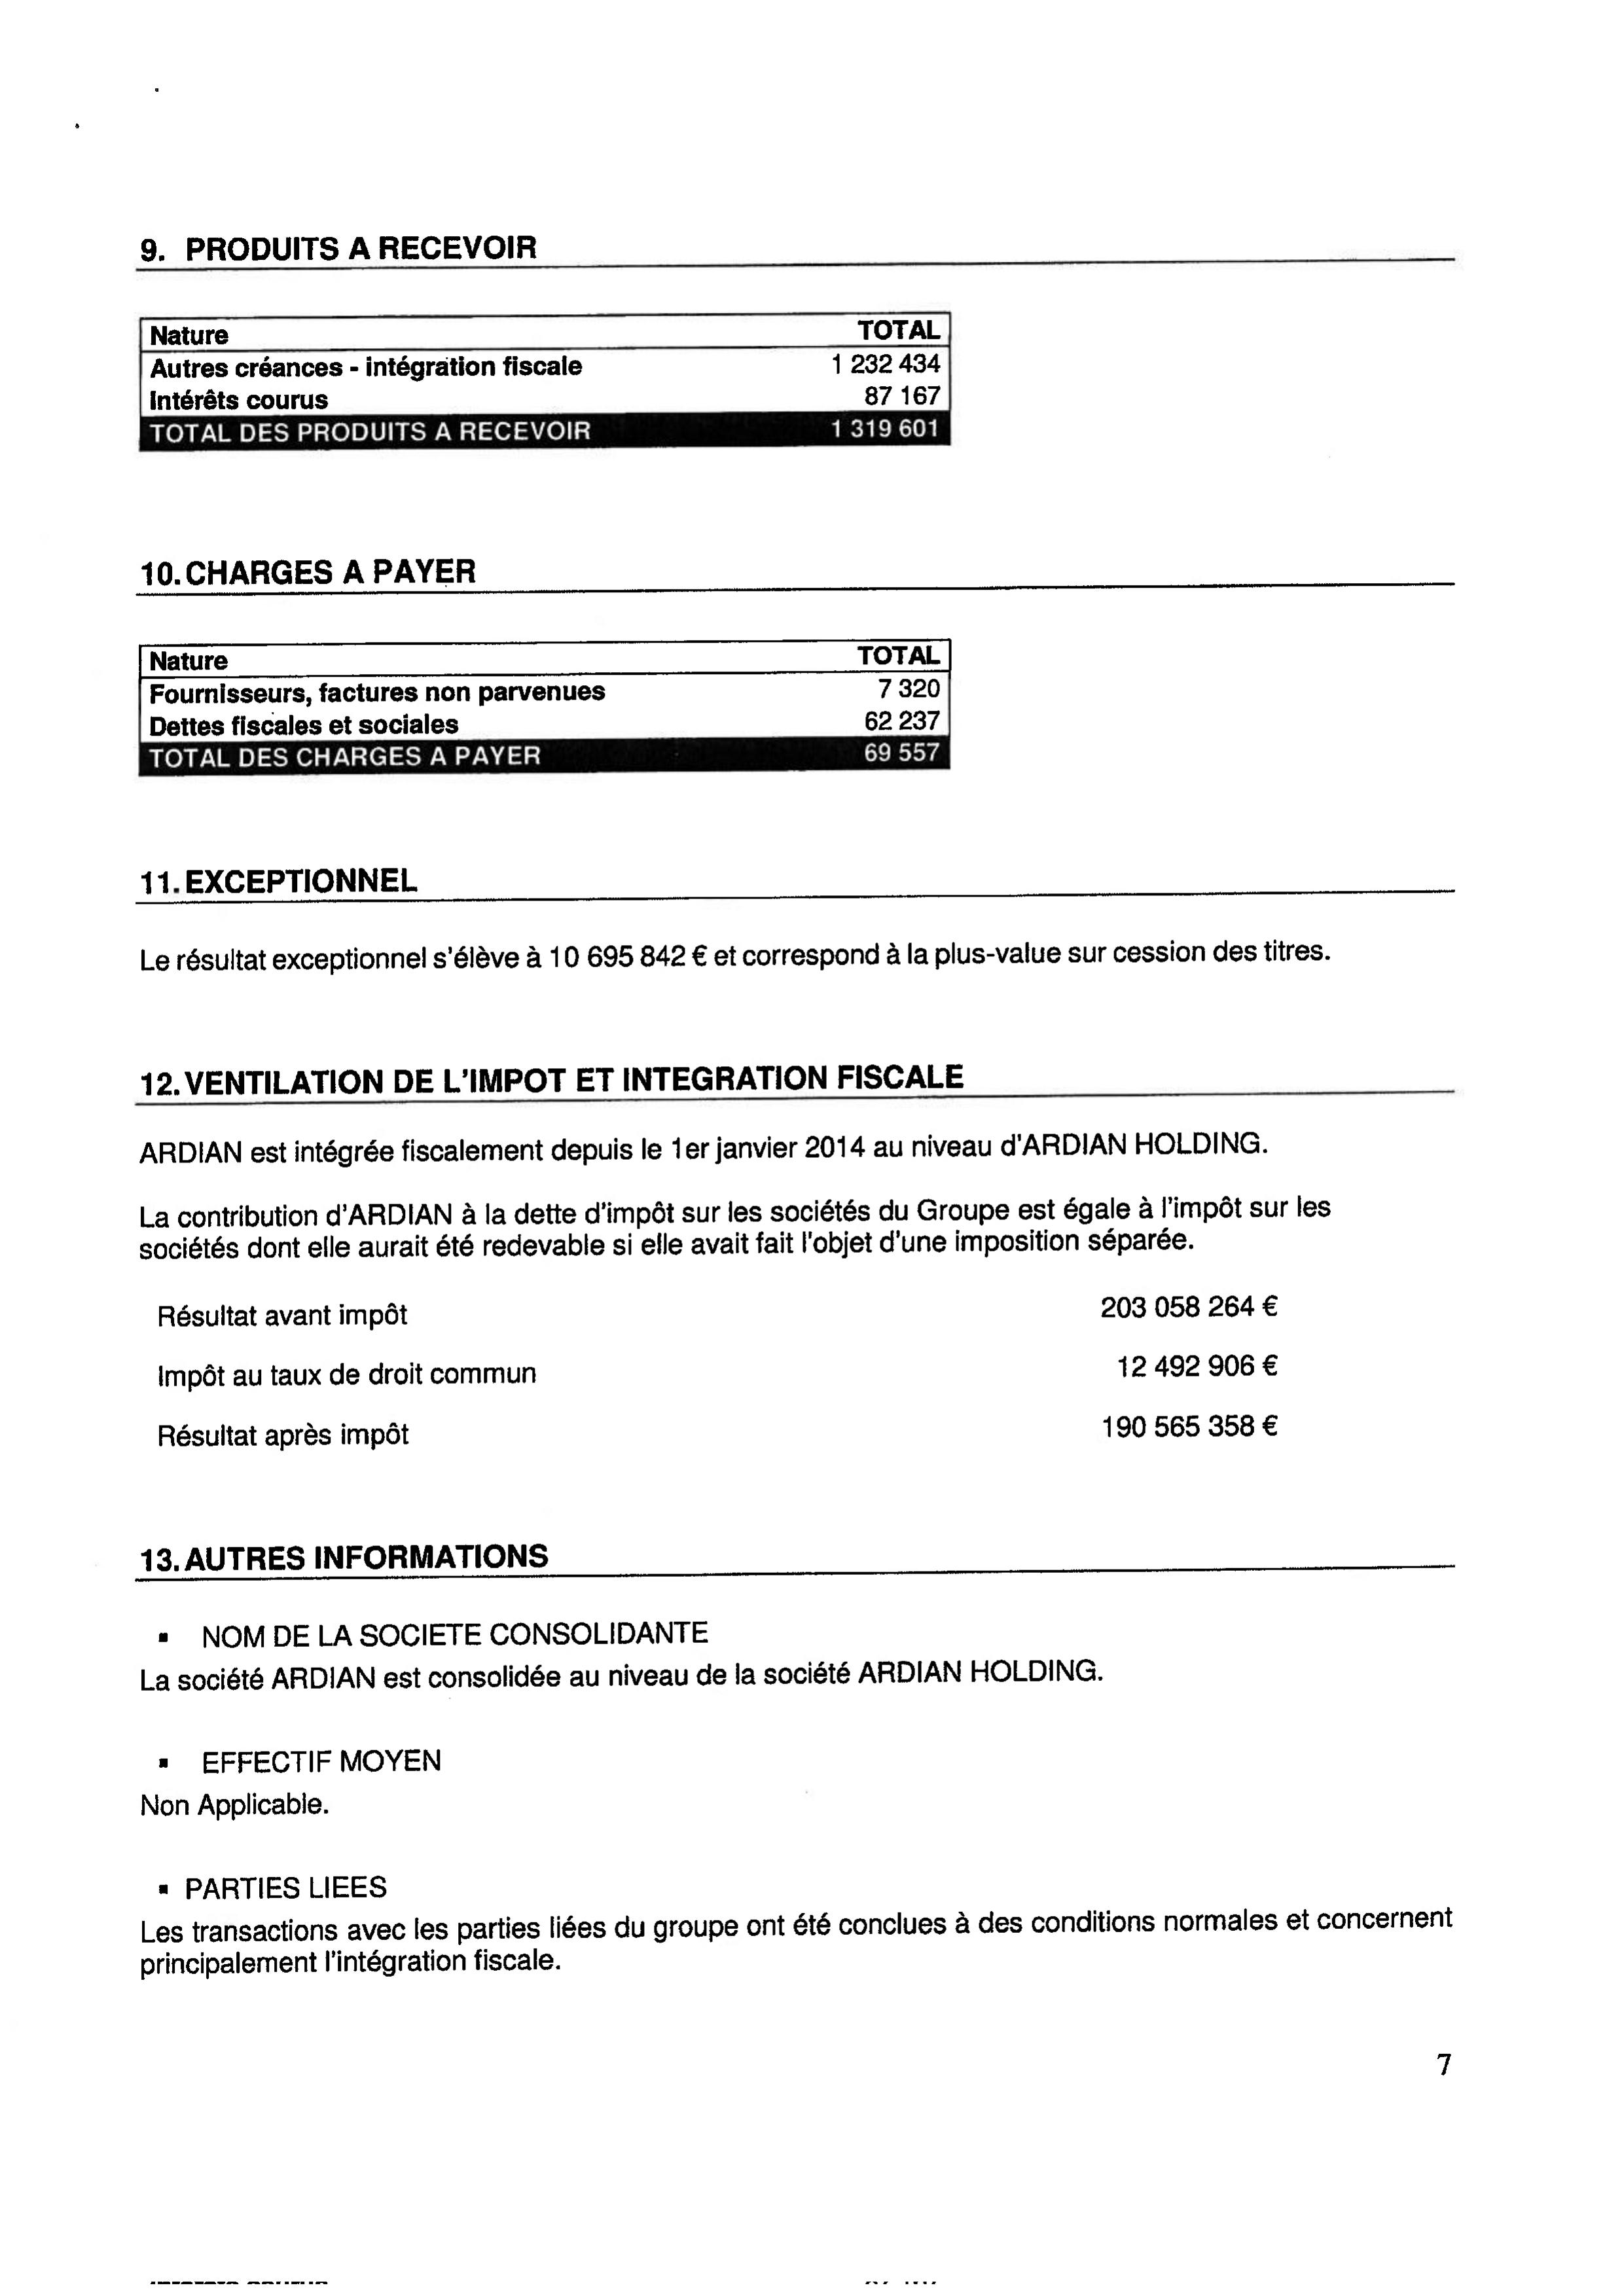 9. PRODUITS A RECEVOIR
Nature TOTAL
Autres créances - intégration fiscale 1 232 434
Intérêts courus 87 167
TOTAL DES PRODUITS A RECEVOIR 1 319 601
10. CHARGES A PAYER
Nature TOTAL
Fournisseurs, factures non parvenues 7 320
Dettes fiscales et sociales 62 237
TOTAL DES CHARGES A PAYER 69 557
11. EXCEPTIONNEL
Le résultat exceptionnel s'élève à 10 695 842 € et correspond à la plus-value sur cession des titres.
12. VENTILATION DE L'IMPOT ET INTEGRATION FISCALE
ARDIAN est intégrée fiscalement depuis le 1er janvier 2014 au niveau d'ARDIAN HOLDING.
La contribution d'ARDIAN à la dette d'impôt sur les sociétés du Groupe est égale à l'impôt sur les
sociétés dont elle aurait été redevable si elle avait fait l'objet d'une imposition séparée.
Résultat avant impôt 203 058 264 €
Impôt au taux de droit commun 12 492 906 €
Résultat après impôt 190 565 358 €
13. AUTRES INFORMATIONS
▪ NOM DE LA SOCIETE CONSOLIDANTE
La société ARDIAN est consolidée au niveau de la société ARDIAN HOLDING.
▪ EFFECTIF MOYEN
Non Applicable.
▪ PARTIES LIEES
Les transactions avec les parties liées du groupe ont été conclues à des conditions normales et concernent
principalement l'intégration fiscale.
7